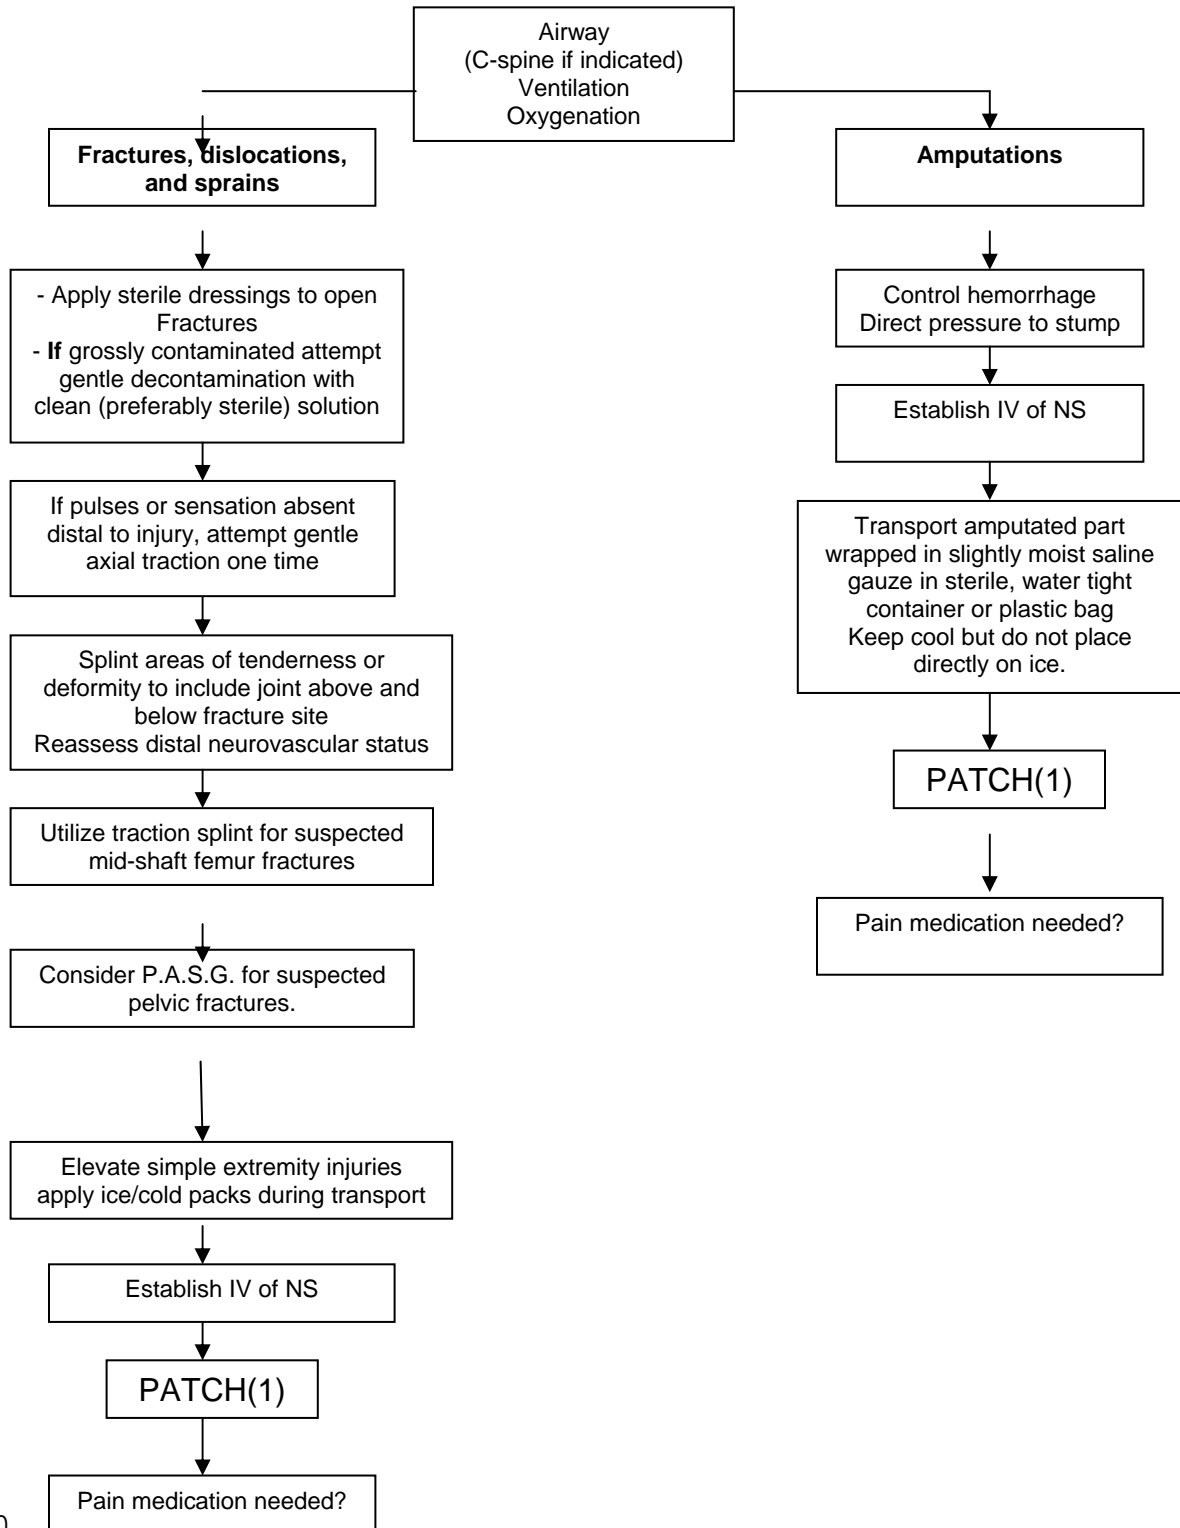 Airway
(C-spine if indicated)
Ventilation
Oxygenation
Fractures, dislocations,
and sprains
- Apply sterile dressings to open
Fractures
- If grossly contaminated attempt
gentle decontamination with
clean (preferably sterile) solution
If pulses or sensation absent
distal to injury, attempt gentle
axial traction one time
Splint areas of tenderness or
deformity to include joint above and
below fracture site
Reassess distal neurovascular status
Utilize traction splint for suspected
mid-shaft femur fractures
Consider P.A.S.G. for suspected
pelvic fractures.
Elevate simple extremity injuries
apply ice/cold packs during transport
Establish IV of NS
PATCH(1)
Pain medication needed?
Amputations
Control hemorrhage
Direct pressure to stump
Establish IV of NS
Transport amputated part
wrapped in slightly moist saline
gauze in sterile, water tight
container or plastic bag
Keep cool but do not place
directly on ice.
PATCH(1)
Pain medication needed?